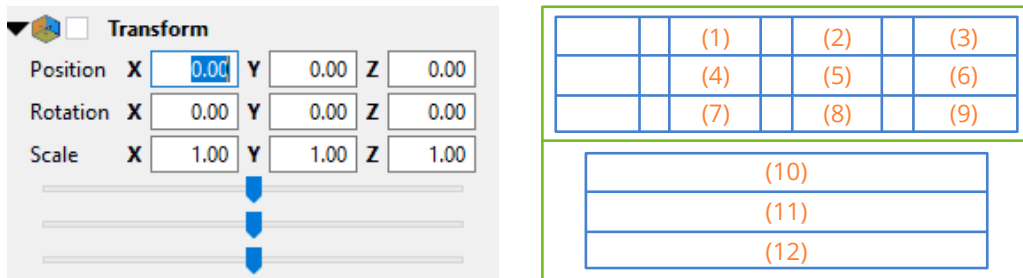 Transform
Position X 0.00 Y 0.00 Z 0.00
Rotation X 0.00 Y 0.00 Z 0.00
Scale X 1.00 Y 1.00 Z 1.00
(1) (2) (3)
(4) (5) (6)
(7) (8) (9)
(10)
(11)
(12)